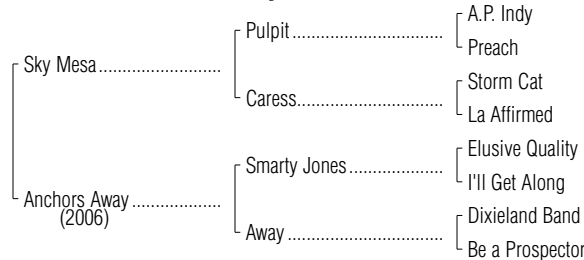 A.P. Indy
Pulpit
Preach
Sky Mesa
Storm Cat
Caress
La Affirmed
Elusive Quality
Smarty Jones
I'll Get Along
Anchors Away
(2006)
Dixieland Band
Away
Be a Prospector